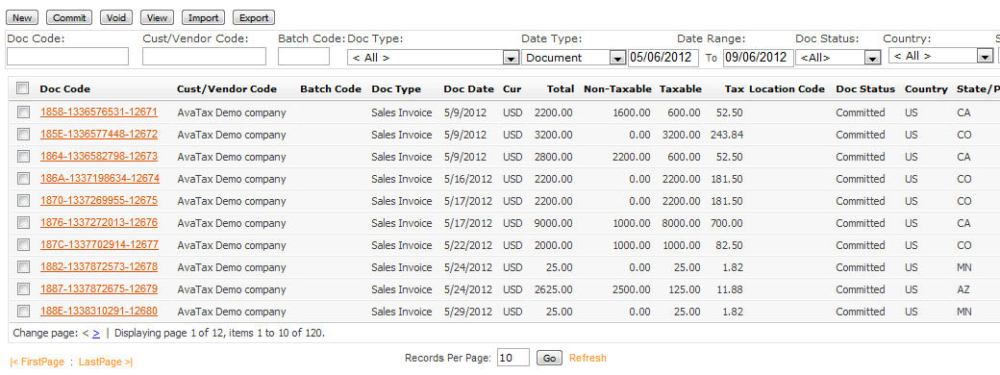 New Commit Void View Import Export
Doc Code: Cust/Vendor Code: Batch Code: Doc Type: Date Type: Date Range: Doc Status: Country: S
< All > Document 05/06/2012 To 09/06/2012 <All> < All >
Doc Code Cust/Vendor Code Batch Code Doc Type Doc Date Cur Total Non-Taxable Taxable Tax Location Code Doc Status Country State/P
1858-1336576531-12671 AvaTax Demo company Sales Invoice 5/9/2012 USD 2200.00 1600.00 600.00 52.50 Committed US CA
185E-1336577448-12672 AvaTax Demo company Sales Invoice 5/9/2012 USD 3200.00 0.00 3200.00 243.84 Committed US CO
1864-1336582798-12673 AvaTax Demo company Sales Invoice 5/9/2012 USD 2800.00 2200.00 600.00 52.50 Committed US CA
186A-1337198634-12674 AvaTax Demo company Sales Invoice 5/16/2012 USD 2200.00 0.00 2200.00 181.50 Committed US CO
1870-1337269955-12675 AvaTax Demo company Sales Invoice 5/17/2012 USD 2200.00 0.00 2200.00 181.50 Committed US CO
1876-1337272013-12676 AvaTax Demo company Sales Invoice 5/17/2012 USD 9000.00 1000.00 8000.00 700.00 Committed US CA
187C-1337702914-12677 AvaTax Demo company Sales Invoice 5/22/2012 USD 2000.00 1000.00 1000.00 82.50 Committed US CO
1882-1337872573-12678 AvaTax Demo company Sales Invoice 5/24/2012 USD 25.00 0.00 25.00 1.82 Committed US MN
1887-1337872675-12679 AvaTax Demo company Sales Invoice 5/24/2012 USD 2625.00 2500.00 125.00 11.88 Committed US AZ
188E-1338310291-12680 AvaTax Demo company Sales Invoice 5/29/2012 USD 25.00 0.00 25.00 1.82 Committed US MN
Change page: < > | Displaying page 1 of 12, items 1 to 10 of 120.
|< FirstPage : LastPage >| Records Per Page: 10 Go Refresh